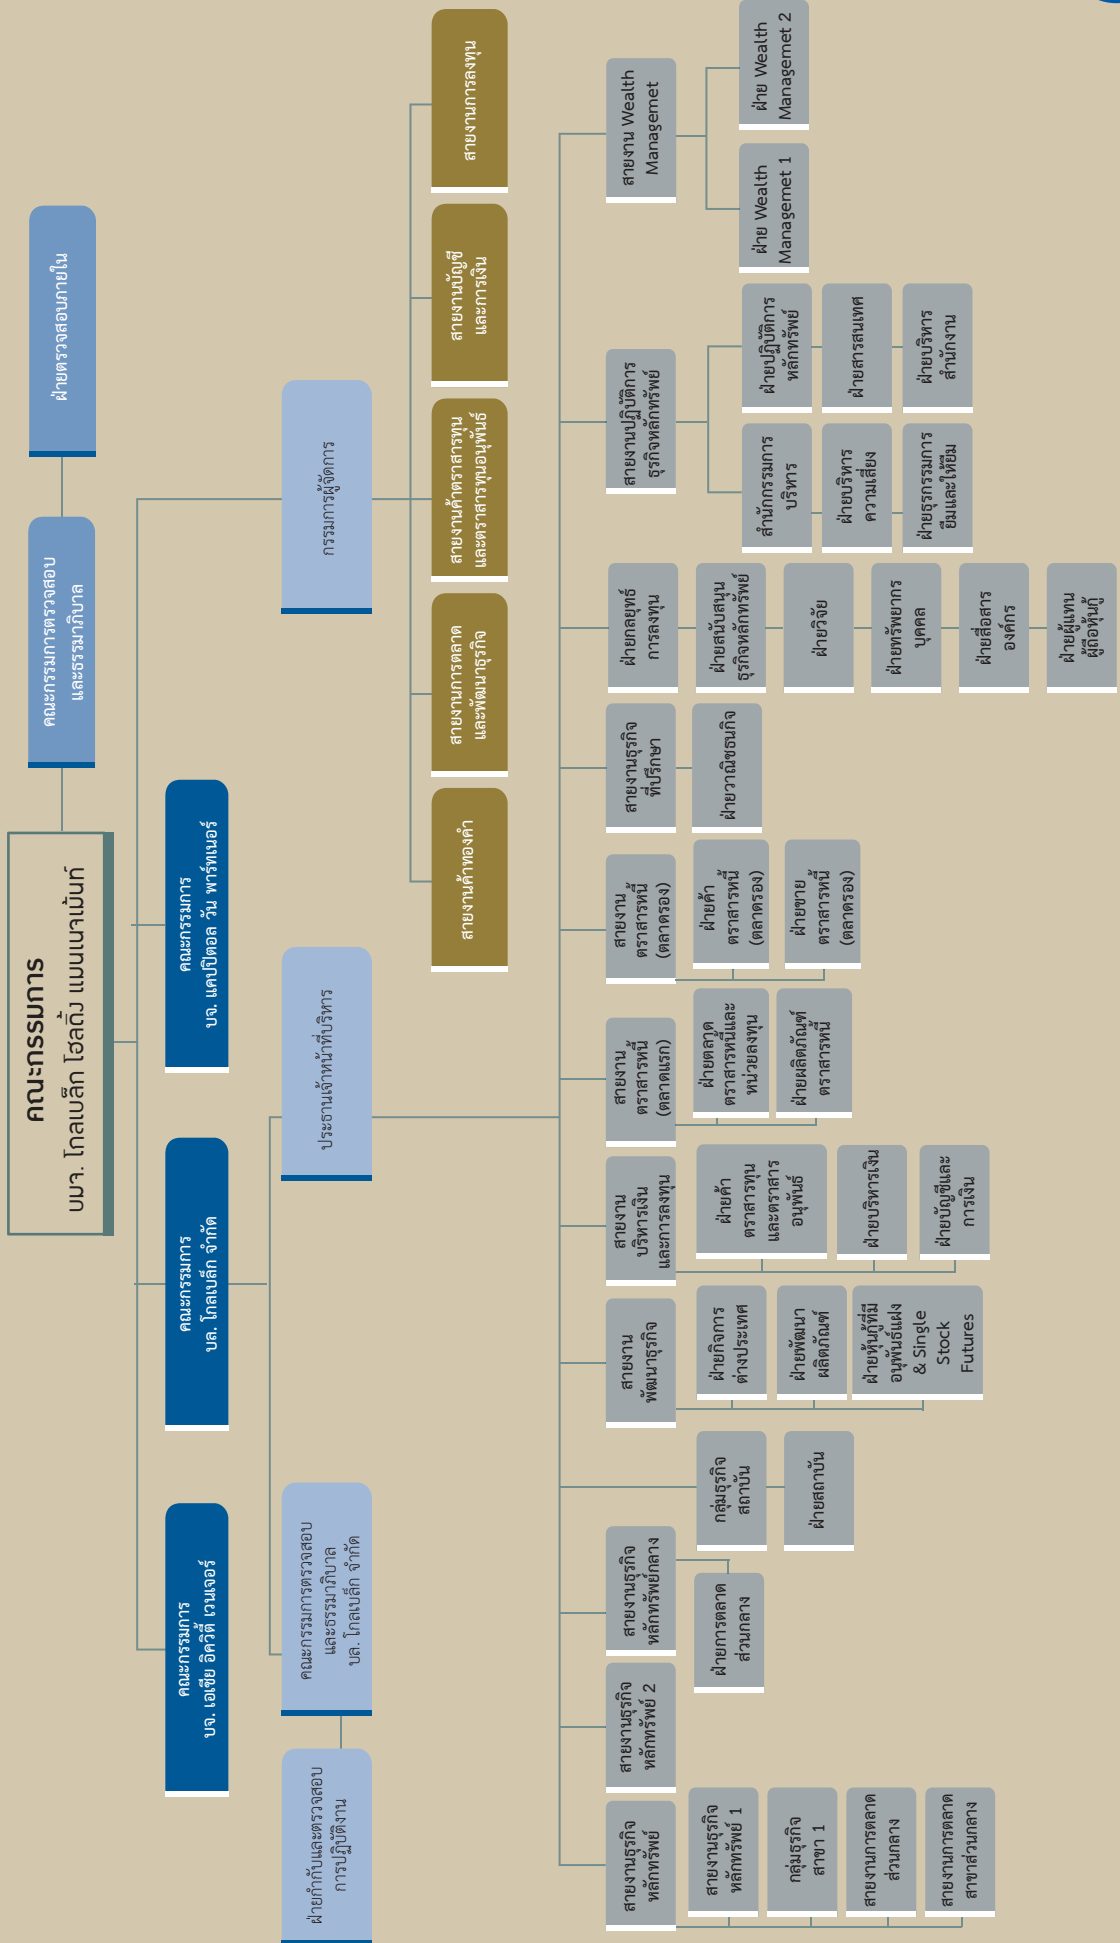 คณะกรรมการ
บมจ. โกลเบล็ก โฮลดิ้ง แมนเนจเม้นท์
คณะกรรมการตรวจสอบ
และธรรมาภิบาล
ฝ่ายตรวจสอบภายใน
คณะกรรมการ
บจ. เอเชีย อิควิตี้ เวนเจอร์
คณะกรรมการ
บล. โกลเบล็ก จำกัด
คณะกรรมการ
บจ. แคปปิตอล วัน พาร์ทเนอร์
ฝ่ายกำกับและตรวจสอบ
การปฏิบัติงาน
คณะกรรมการตรวจสอบ
และธรรมาภิบาล
บล. โกลเบล็ก จำกัด
ประธานเจ้าหน้าที่บริหาร
กรรมการผู้จัดการ
สายงานค้าทองคำ
สายงานการตลาด
และพัฒนาธุรกิจ
สายงานค้าตราสารทุน
และตราสารทุนอนุพันธ์
สายงานบัญชี
และการเงิน
สายงานการลงทุน
สายงานธุรกิจ
หลักทรัพย์
สายงานธุรกิจ
หลักทรัพย์ 1
กลุ่มธุรกิจ
สาขา 1
สายงานการตลาด
ส่วนกลาง
สายงานการตลาด
สาขาส่วนกลาง
สายงานธุรกิจ
หลักทรัพย์ 2
สายงานธุรกิจ
หลักทรัพย์กลาง
ฝ่ายการตลาด
ส่วนกลาง
กลุ่มธุรกิจ
สถาบัน
ฝ่ายสถาบัน
สายงาน
พัฒนาธุรกิจ
ฝ่ายกิจการ
ต่างประเทศ
ฝ่ายพัฒนา
ผลิตภัณฑ์
ฝ่ายหุ้นกู้ที่มี
อนุพันธ์แฝง
& Single
Stock
Futures
สายงาน
บริหารเงิน
และการลงทุน
ฝ่ายค้า
ตราสารทุน
และตราสาร
อนุพันธ์
ฝ่ายบริหารเงิน
ฝ่ายบัญชีและ
การเงิน
สายงาน
ตราสารหนี้
(ตลาดแรก)
ฝ่ายตลาด
ตราสารหนี้และ
หน่วยลงทุน
ฝ่ายผลิตภัณฑ์
ตราสารหนี้
สายงาน
ตราสารหนี้
(ตลาดรอง)
ฝ่ายค้า
ตราสารหนี้
(ตลาดรอง)
ฝ่ายขาย
ตราสารหนี้
(ตลาดรอง)
สายงานธุรกิจ
ที่ปรึกษา
ฝ่ายวาณิชธนกิจ
ฝ่ายกลยุทธ์
การลงทุน
ฝ่ายสนับสนุน
ธุรกิจหลักทรัพย์
ฝ่ายวิจัย
ฝ่ายทรัพยากร
บุคคล
ฝ่ายสื่อสาร
องค์กร
ฝ่ายผู้แทน
ผู้ถือหุ้นกู้
สายงานปฏิบัติการ
ธุรกิจหลักทรัพย์
สำนักกรรมการ
บริหาร
ฝ่ายบริหาร
ความเสี่ยง
ฝ่ายธุรกรรมการ
ยืมและให้ยืม
ฝ่ายปฏิบัติการ
หลักทรัพย์
ฝ่ายสารสนเทศ
ฝ่ายบริหาร
สำนักงาน
สายงาน Wealth
Managemet
ฝ่าย Wealth
Managemet 1
ฝ่าย Wealth
Managemet 2